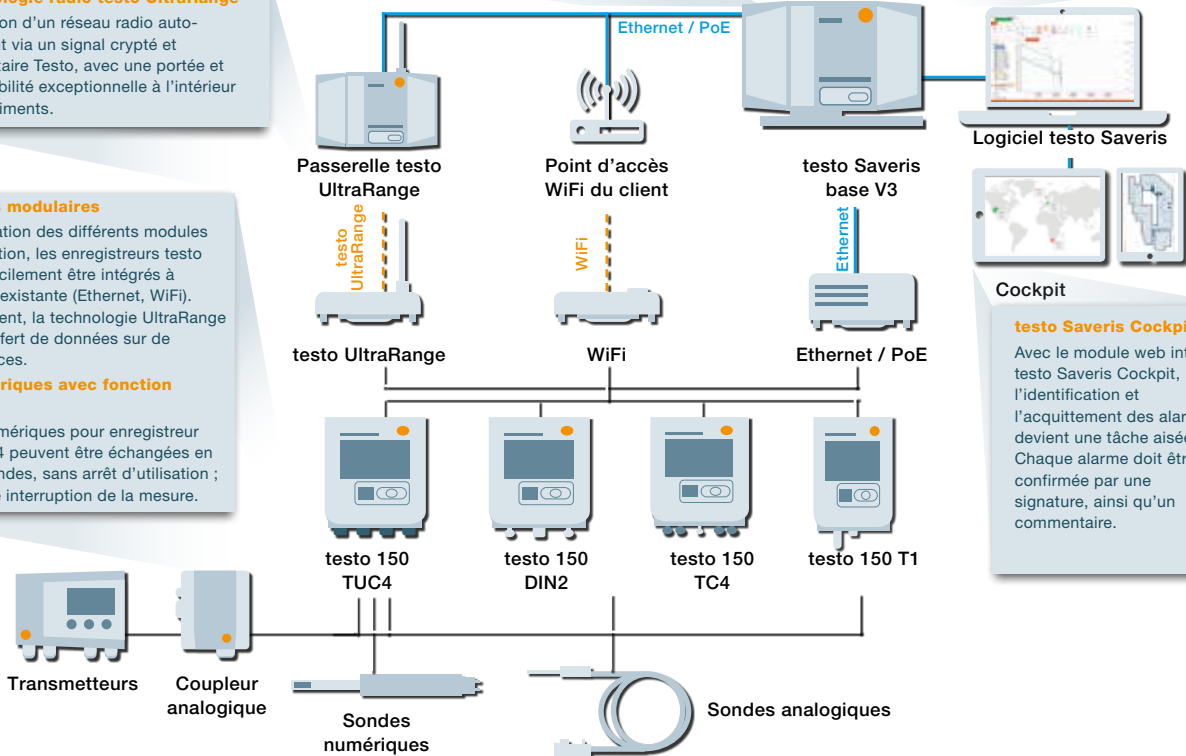 testo UltraRange
on d’un réseau radio auto-
t via un signal crypté et
taire Testo, avec une portée et
bilité exceptionnelle à l’intérieur
iments.
modulaires
ation des différents modules
tion, les enregistreurs testo
cilement être intégrés à
existante (Ethernet, WiFi).
ent, la technologie UltraRange
fert de données sur de
ces.
riques avec fonction
mériques pour enregistreur
4 peuvent être échangées en
ndes, sans arrêt d’utilisation ;
e interruption de la mesure.
Ethernet / PoE
Passerelle testo
UltraRange
Point d’accès
WiFi du client
testo Saveris
base V3
Logiciel testo Saveris
testo
UltraRange
WiFi
Ethernet
testo UltraRange
WiFi
Ethernet / PoE
Cockpit
testo Saveris Cockpi
Avec le module web int
testo Saveris Cockpit,
l’identification et
l’acquittement des alar
devient une tâche aisée
Chaque alarme doit êtr
confirmée par une
signature, ainsi qu’un
commentaire.
testo 150
TUC4
testo 150
DIN2
testo 150
TC4
testo 150 T1
Transmetteurs
Coupleur
analogique
Sondes
numériques
Sondes analogiques